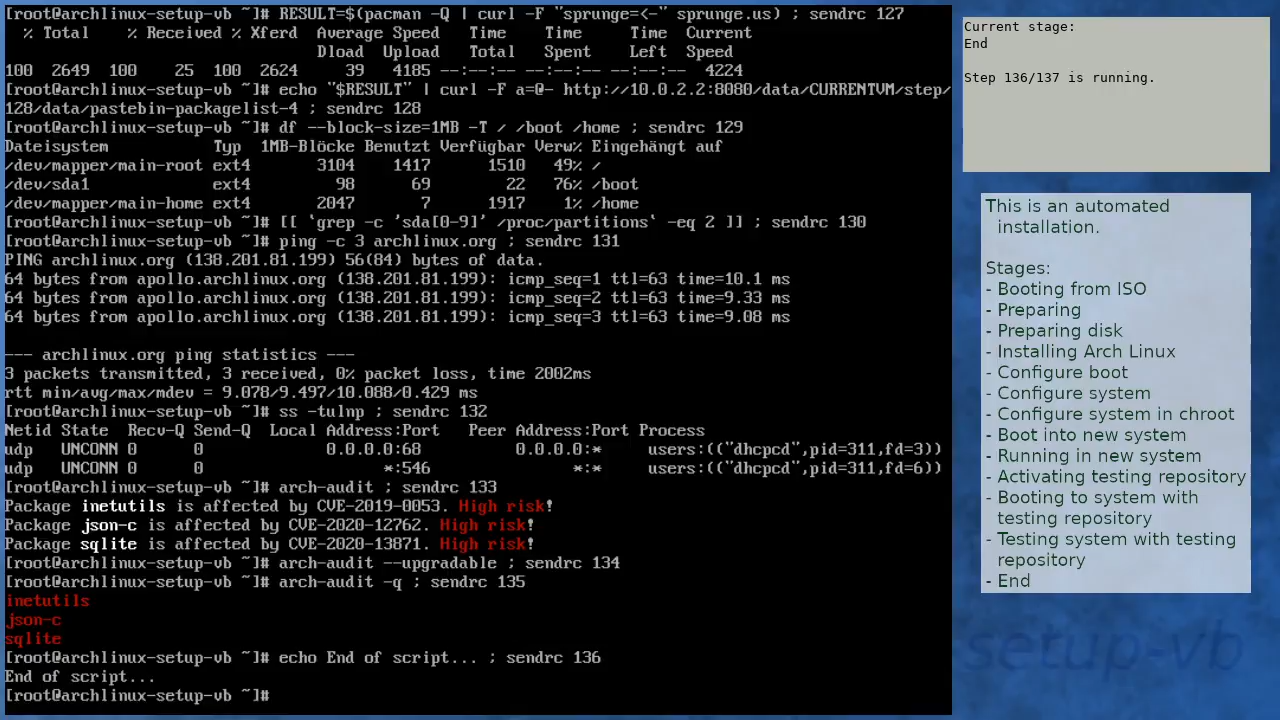 [root@archlinux-setup-vb ~]# RESULT=$(pacman -Q | curl -F "sprunge=<-" sprunge.us) ; sendrc 127
% Total % Received % Xferd Average Speed Time Time Time Current
Dload Upload Total Spent Left Speed
100 2649 100 25 100 2624 39 4185 --:--:-- --:--:-- --:--:-- 4224
[root@archlinux-setup-vb ~]# echo "$RESULT" | curl -F a=@- http://10.0.2.2:8080/data/CURRENTVM/step/
128/data/pastebin-packagelist-4 ; sendrc 128
[root@archlinux-setup-vb ~]# df --block-size=1MB -T / /boot /home ; sendrc 129
Dateisystem Typ 1MB-Blöcke Benutzt Verfügbar Verw% Eingehängt auf
/dev/mapper/main-root ext4 3104 1417 1510 49% /
/dev/sda1 ext4 98 69 22 76% /boot
/dev/mapper/main-home ext4 2047 7 1917 1% /home
[root@archlinux-setup-vb ~]# [[ `grep -c 'sda[0-9]' /proc/partitions` -eq 2 ]] ; sendrc 130
[root@archlinux-setup-vb ~]# ping -c 3 archlinux.org ; sendrc 131
PING archlinux.org (138.201.81.199) 56(84) bytes of data.
64 bytes from apollo.archlinux.org (138.201.81.199): icmp_seq=1 ttl=63 time=10.1 ms
64 bytes from apollo.archlinux.org (138.201.81.199): icmp_seq=2 ttl=63 time=9.33 ms
64 bytes from apollo.archlinux.org (138.201.81.199): icmp_seq=3 ttl=63 time=9.08 ms
--- archlinux.org ping statistics ---
3 packets transmitted, 3 received, 0% packet loss, time 2002ms
rtt min/avg/max/mdev = 9.078/9.497/10.088/0.429 ms
[root@archlinux-setup-vb ~]# ss -tulnp ; sendrc 132
Netid State Recv-Q Send-Q Local Address:Port Peer Address:Port Process
udp UNCONN 0 0 0.0.0.0:68 0.0.0.0:* users:(("dhcpcd",pid=311,fd=3))
udp UNCONN 0 0 *:546 *:* users:(("dhcpcd",pid=311,fd=6))
[root@archlinux-setup-vb ~]# arch-audit ; sendrc 133
Package inetutils is affected by CVE-2019-0053. High risk!
Package json-c is affected by CVE-2020-12762. High risk!
Package sqlite is affected by CVE-2020-13871. High risk!
[root@archlinux-setup-vb ~]# arch-audit --upgradable ; sendrc 134
[root@archlinux-setup-vb ~]# arch-audit -q ; sendrc 135
inetutils
json-c
sqlite
[root@archlinux-setup-vb ~]# echo End of script... ; sendrc 136
End of script...
[root@archlinux-setup-vb ~]#
Current stage:
End
Step 136/137 is running.
This is an automated
installation.
Stages:
- Booting from ISO
- Preparing
- Preparing disk
- Installing Arch Linux
- Configure boot
- Configure system
- Configure system in chroot
- Boot into new system
- Running in new system
- Activating testing repository
- Booting to system with
testing repository
- Testing system with testing
repository
- End
setup-vb